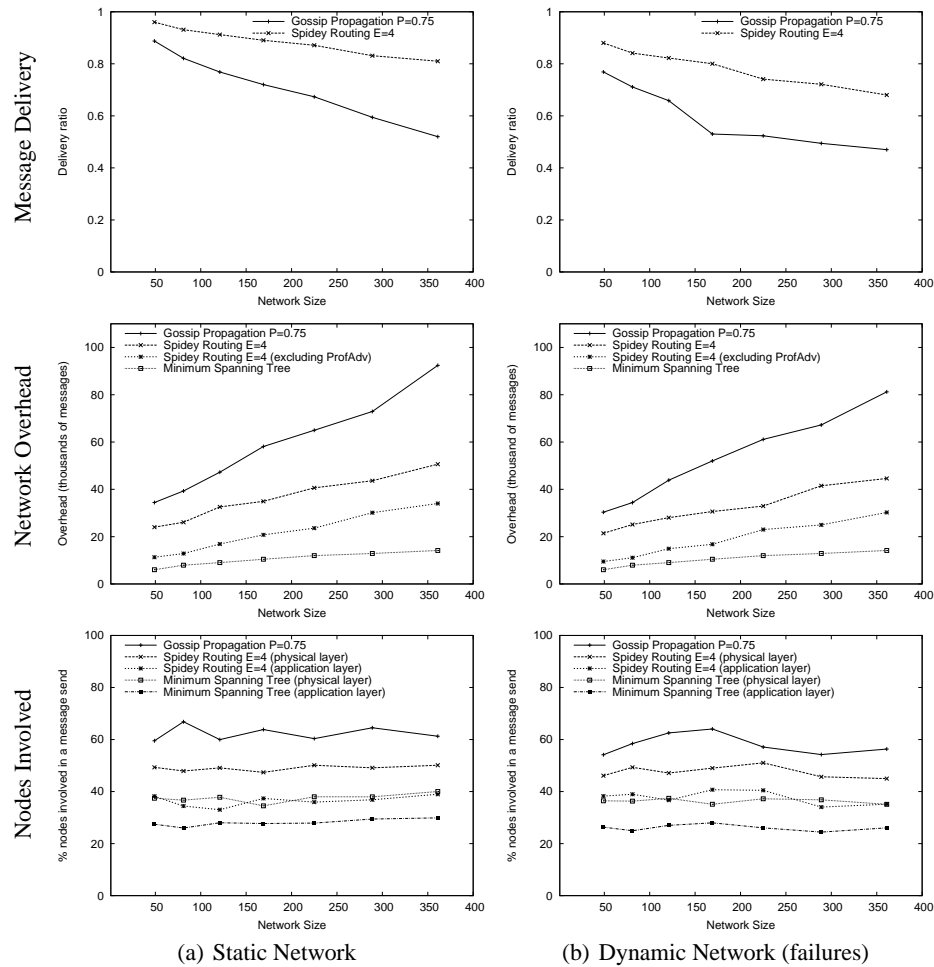 Message Delivery
Delivery ratio
1
0.8
0.6
0.4
0.2
0
Gossip Propagation P=0.75
Spidey Routing E=4
50 100 150 200 250 300 350 400
Network Size
Delivery ratio
1
0.8
0.6
0.4
0.2
0
Gossip Propagation P=0.75
Spidey Routing E=4
50 100 150 200 250 300 350 400
Network Size
Network Overhead
Overhead (thousands of messages)
100
80
60
40
20
0
Gossip Propagation P=0.75
Spidey Routing E=4
Spidey Routing E=4 (excluding ProfAdv)
Minimum Spanning Tree
50 100 150 200 250 300 350 400
Network Size
Overhead (thousands of messages)
100
80
60
40
20
0
Gossip Propagation P=0.75
Spidey Routing E=4
Spidey Routing E=4 (excluding ProfAdv)
Minimum Spanning Tree
50 100 150 200 250 300 350 400
Network Size
Nodes Involved
% nodes involved in a message send
100
80
60
40
20
0
Gossip Propagation P=0.75
Spidey Routing E=4 (physical layer)
Spidey Routing E=4 (application layer)
Minimum Spanning Tree (physical layer)
Minimum Spanning Tree (application layer)
50 100 150 200 250 300 350 400
Network Size
% nodes involved in a message send
100
80
60
40
20
0
Gossip Propagation P=0.75
Spidey Routing E=4 (physical layer)
Spidey Routing E=4 (application layer)
Minimum Spanning Tree (physical layer)
Minimum Spanning Tree (application layer)
50 100 150 200 250 300 350 400
Network Size
(a) Static Network
(b) Dynamic Network (failures)